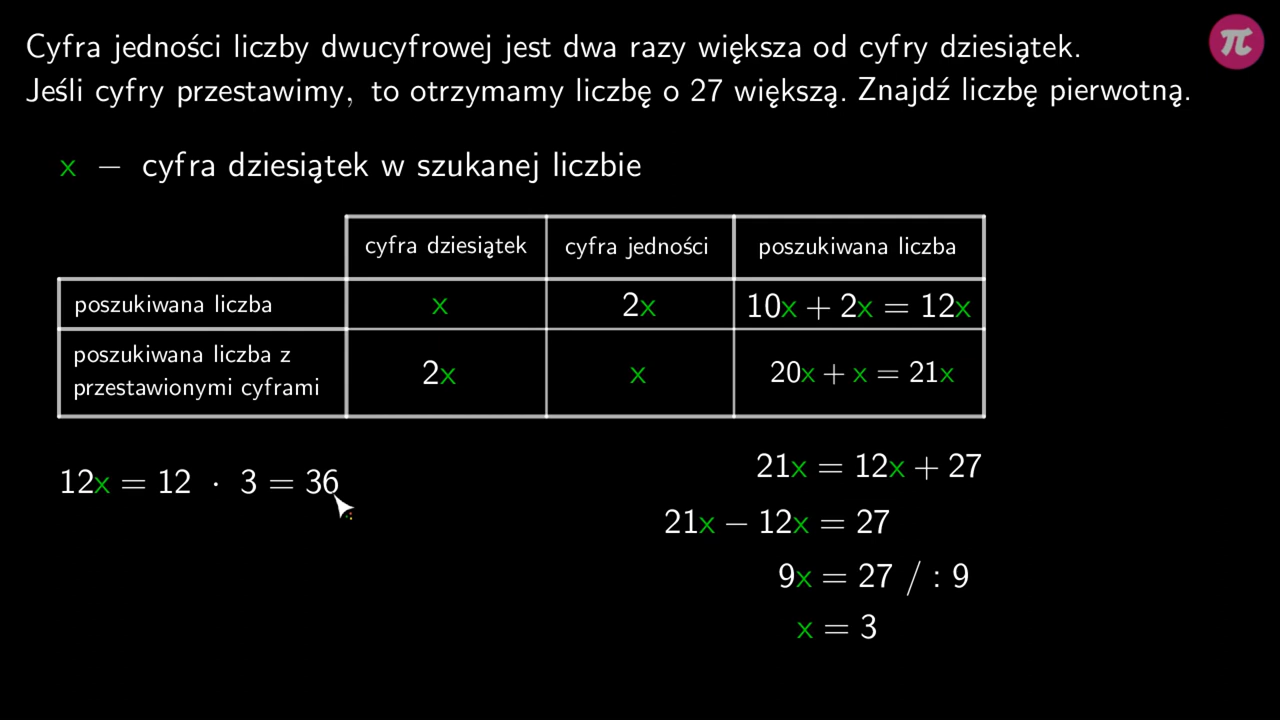 Cyfra jedności liczby dwucyfrowej jest dwa razy większa od cyfry dziesiątek.
Jeśli cyfry przestawimy, to otrzymamy liczbę o 27 większą. Znajdź liczbę pierwotną.
π
x – cyfra dziesiątek w szukanej liczbie
cyfra dziesiątek cyfra jedności poszukiwana liczba
poszukiwana liczba x 2x 10x + 2x = 12x
poszukiwana liczba z
przestawionymi cyframi 2x x 20x + x = 21x
12x = 12 · 3 = 36
21x = 12x + 27
21x − 12x = 27
9x = 27 / : 9
x = 3